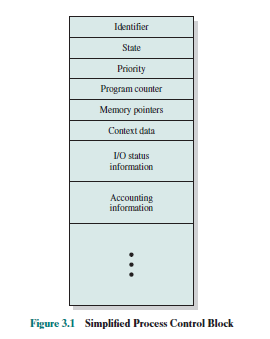 Identifier
State
Priority
Program counter
Memory pointers
Context data
I/O status
information
Accounting
information
Figure 3.1 Simplified Process Control Block